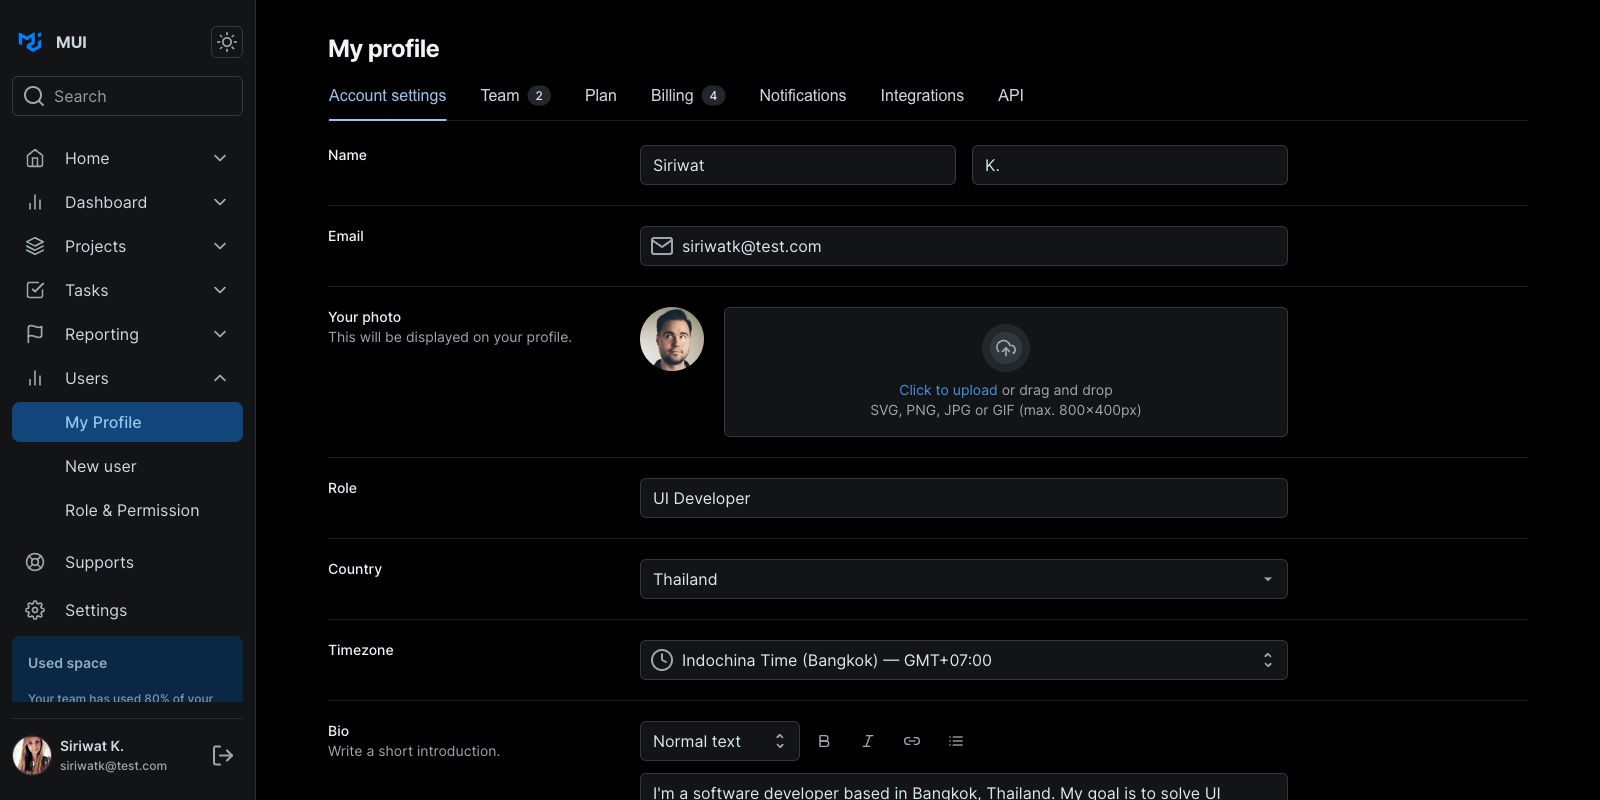 MUI
Search
Home
Dashboard
Projects
Tasks
Reporting
Users
My Profile
New user
Role & Permission
Supports
Settings
Used space
Your team has used 80% of your
Siriwat K.
siriwatk@test.com
My profile
Account settings Team 2 Plan Billing 4 Notifications Integrations API
Name
Siriwat K.
Email
siriwatk@test.com
Your photo
This will be displayed on your profile.
Click to upload or drag and drop
SVG, PNG, JPG or GIF (max. 800×400px)
Role
UI Developer
Country
Thailand
Timezone
Indochina Time (Bangkok) — GMT+07:00
Bio
Write a short introduction.
Normal text
I'm a software developer based in Bangkok, Thailand. My goal is to solve UI